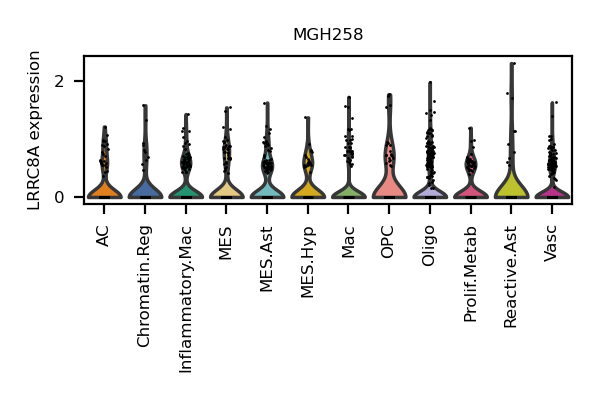 MGH258
LRRC8A expression
2
0
AC
Chromatin.Reg
Inflammatory.Mac
MES
MES.Ast
MES.Hyp
Mac
OPC
Oligo
Prolif.Metab
Reactive.Ast
Vasc